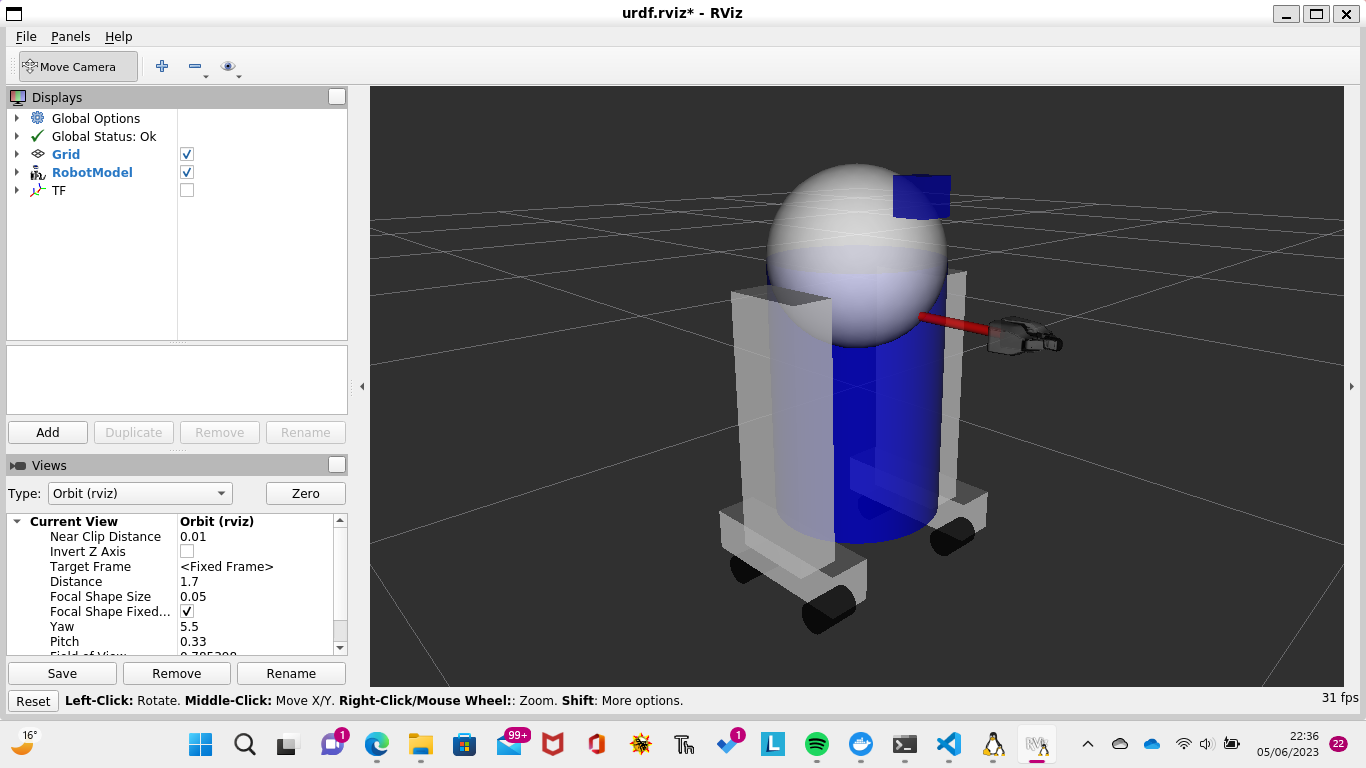 urdf.rviz* - RViz
File Panels Help
Move Camera
Displays
Global Options
Global Status: Ok
Grid
RobotModel
TF
Add Duplicate Remove Rename
Views
Type: Orbit (rviz) Zero
Current View Orbit (rviz)
Near Clip Distance 0.01
Invert Z Axis
Target Frame <Fixed Frame>
Distance 1.7
Focal Shape Size 0.05
Focal Shape Fixed...
Yaw 5.5
Pitch 0.33
Save Remove Rename
Reset Left-Click: Rotate. Middle-Click: Move X/Y. Right-Click/Mouse Wheel:: Zoom. Shift: More options. 31 fps
16° 1 99+ Th 1 L RViz 22:36 22
05/06/2023